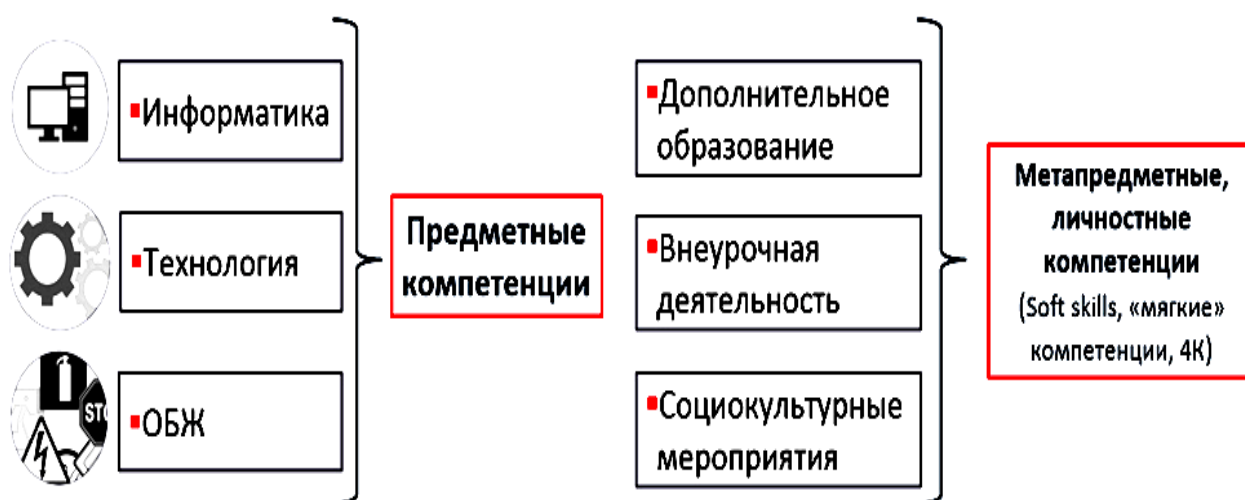 Информатика
Технология
ОБЖ
STO
Предметные
компетенции
Дополнительное
образование
Внеурочная
деятельность
Социокультурные
мероприятия
Метапредметные,
личностные
компетенции
(Soft skills, «мягкие»
компетенции, 4К)